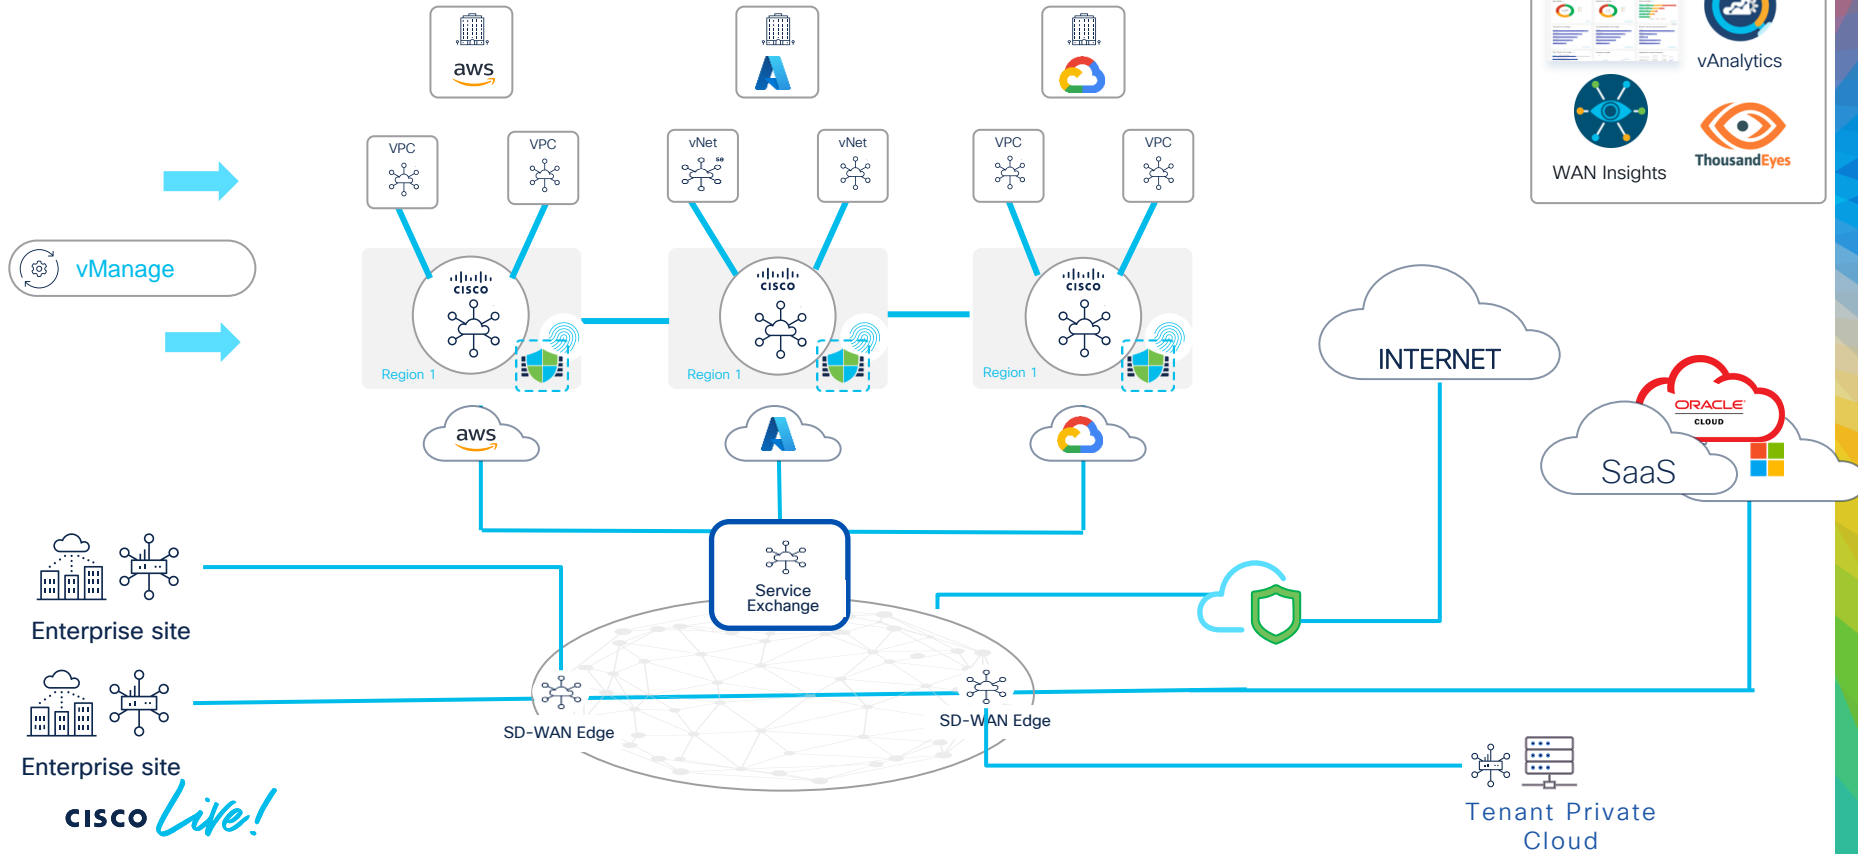 aws
vAnalytics
WAN Insights
ThousandEyes
VPC
VPC
vNet
vNet
VPC
VPC
vManage
CISCO
CISCO
CISCO
Region 1
Region 1
Region 1
INTERNET
aws
ORACLE
CLOUD
SaaS
Service
Exchange
Enterprise site
SD-WAN Edge
SD-WAN Edge
Enterprise site
CISCO Live!
Tenant Private
Cloud